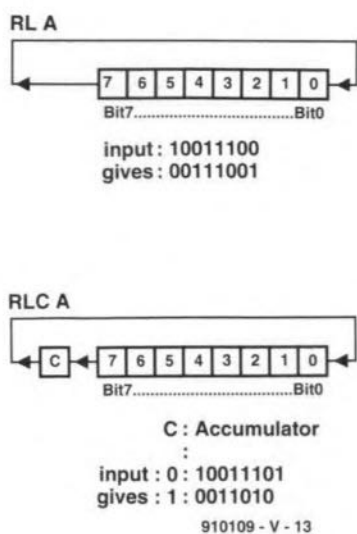 RL A
7 6 5 4 3 2 1 0
Bit7..............................Bit0
input : 10011100
gives : 00111001
RLC A
C 7 6 5 4 3 2 1 0
Bit7..............................Bit0
C : Accumulator
:
input : 0 : 10011101
gives : 1 : 0011010
910109 - V - 13